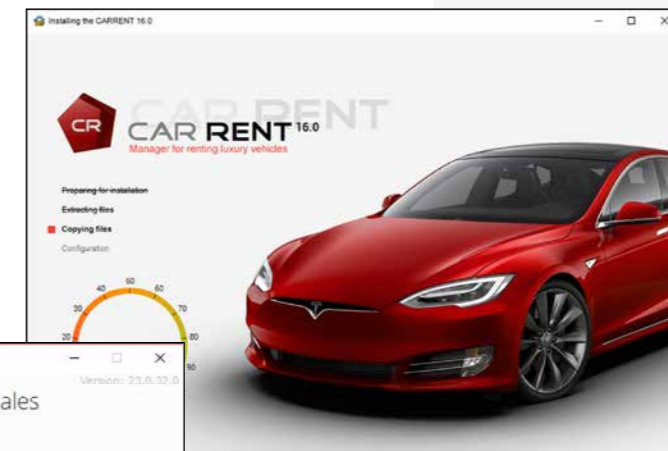 Installing the CARRENT 16.0
CAR RENT
CR
CAR RENT 16.0
Manager for renting luxury vehicles
Preparing for installation
Extracting files
Copying files
Configuration
50
40
60
30
70
20
80
90
Version: 23.0.32.0
ales